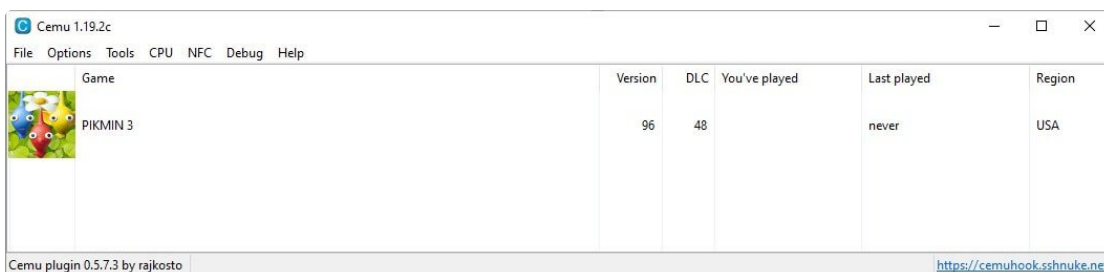 Cemu 1.19.2c
File Options Tools CPU NFC Debug Help
Game Version DLC You've played Last played Region
PIKMIN 3 96 48 never USA
Cemu plugin 0.5.7.3 by rajkosto https://cemuhook.sshnuke.ne